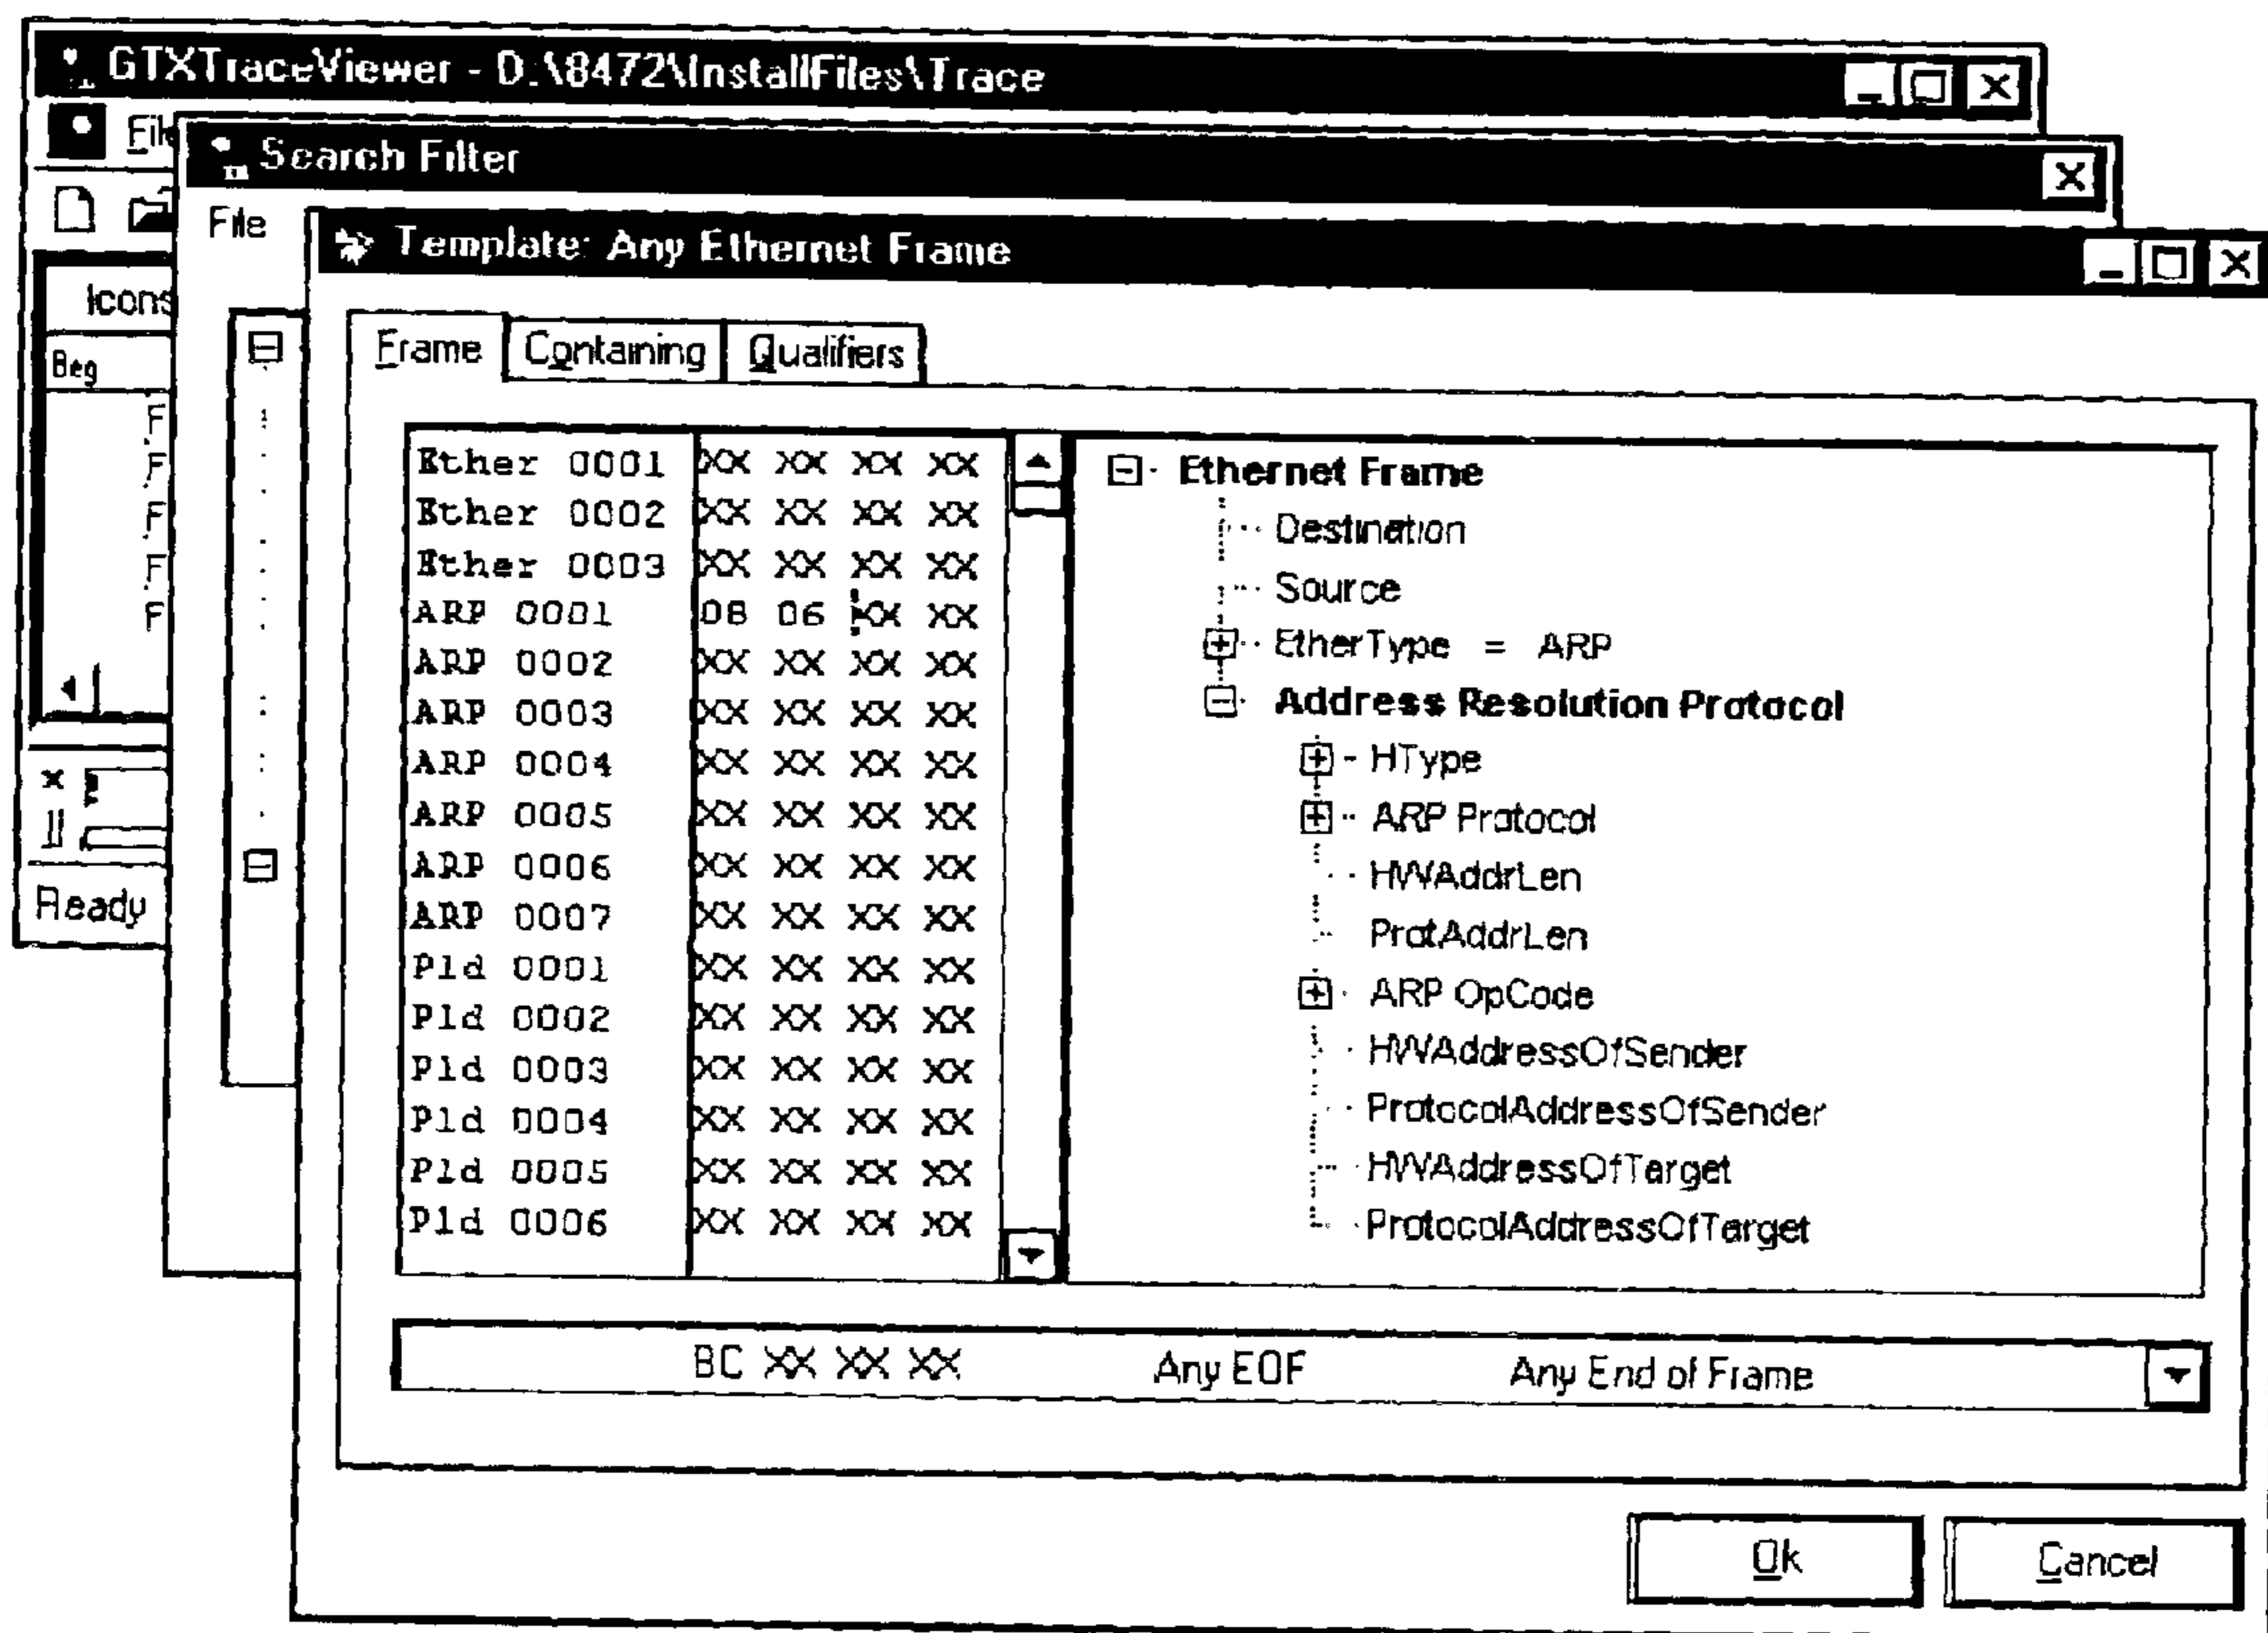 GTXTraceViewer - D:\8472\InstallFiles\Trace
Search Filter
File
Template: Any Ethernet Frame
Icons
Beg
F
F
F
F
F
Ready
Frame Containing Qualifiers
Ether 0001 XX XX XX XX
Ether 0002 XX XX XX XX
Ether 0003 XX XX XX XX
ARP 0001 08 06 XX XX
ARP 0002 XX XX XX XX
ARP 0003 XX XX XX XX
ARP 0004 XX XX XX XX
ARP 0005 XX XX XX XX
ARP 0006 XX XX XX XX
ARP 0007 XX XX XX XX
Pld 0001 XX XX XX XX
Pld 0002 XX XX XX XX
Pld 0003 XX XX XX XX
Pld 0004 XX XX XX XX
Pld 0005 XX XX XX XX
Pld 0006 XX XX XX XX
Ethernet Frame
Destination
Source
EtherType = ARP
Address Resolution Protocol
HType
ARP Protocol
HWAddrLen
ProtAddrLen
ARP OpCode
HWAddressOfSender
ProtocolAddressOfSender
HWAddressOfTarget
ProtocolAddressOfTarget
BC XX XX XX Any EOF Any End of Frame
Ok Cancel